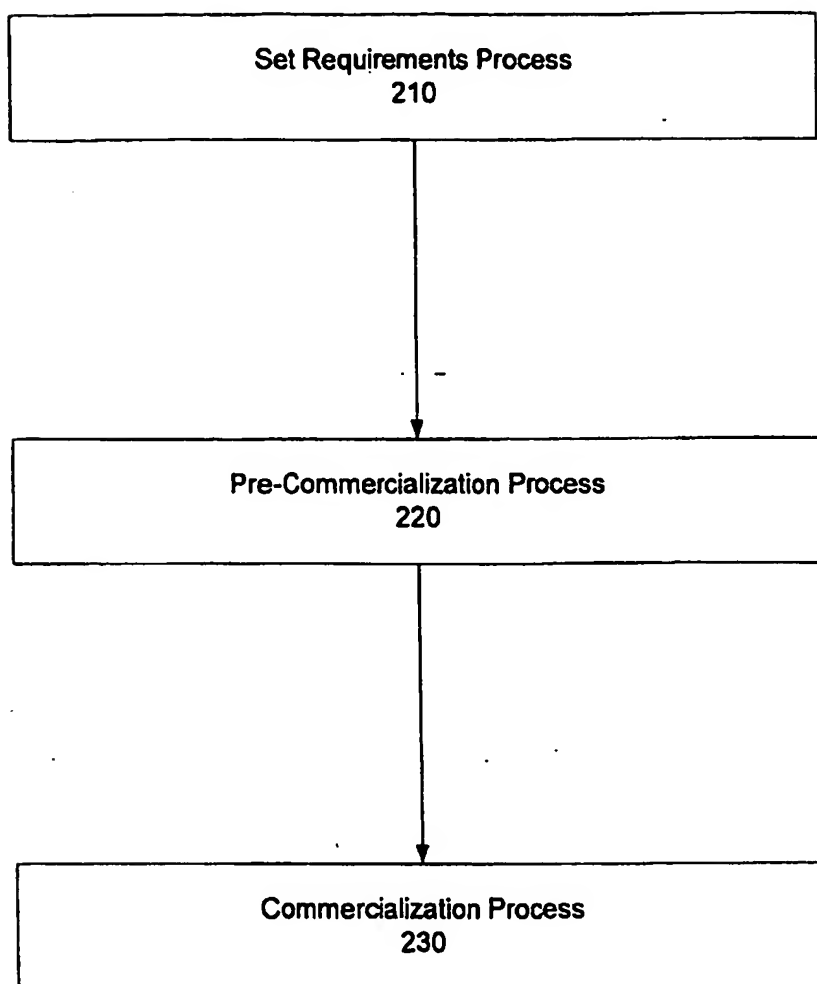 Set Requirements Process
210
Pre-Commercialization Process
220
Commercialization Process
230